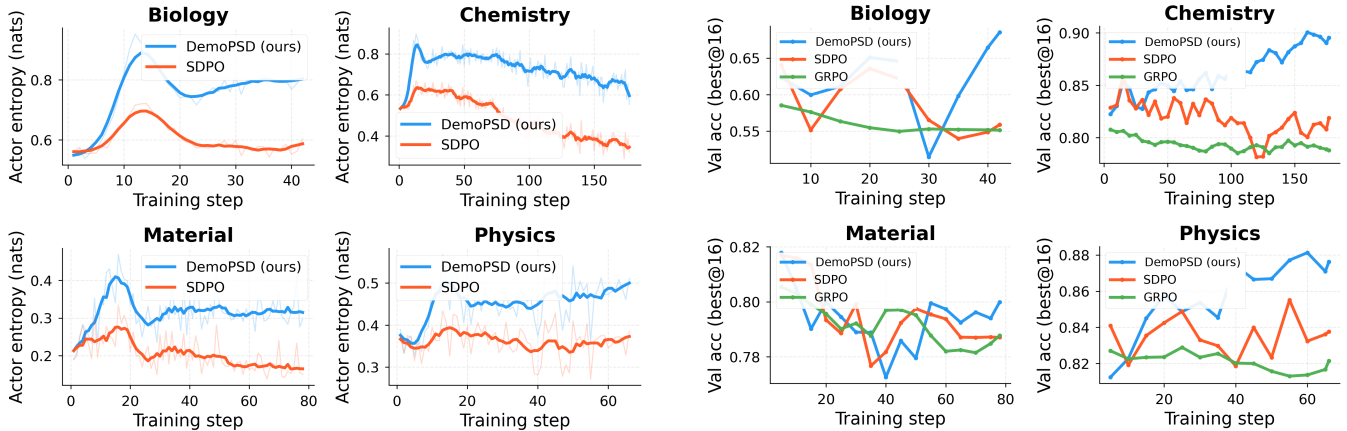 Biology
Actor entropy (nats)
0.8
0.6
DemoPSD (ours)
SDPO
0 10 20 30 40
Training step
Chemistry
Actor entropy (nats)
0.8
0.6
0.4
DemoPSD (ours)
SDPO
0 50 100 150
Training step
Biology
Val acc (best@16)
0.65
0.60
0.55
DemoPSD (ours)
SDPO
GRPO
10 20 30 40
Training step
Chemistry
Val acc (best@16)
0.90
0.85
0.80
DemoPSD (ours)
SDPO
GRPO
0 50 100 150
Training step
Material
Actor entropy (nats)
0.4
0.3
0.2
DemoPSD (ours)
SDPO
0 20 40 60 80
Training step
Physics
Actor entropy (nats)
0.5
0.4
0.3
DemoPSD (ours)
SDPO
0 20 40 60
Training step
Material
Val acc (best@16)
0.82
0.80
0.78
DemoPSD (ours)
SDPO
GRPO
20 40 60 80
Training step
Physics
Val acc (best@16)
0.88
0.86
0.84
0.82
DemoPSD (ours)
SDPO
GRPO
20 40 60
Training step